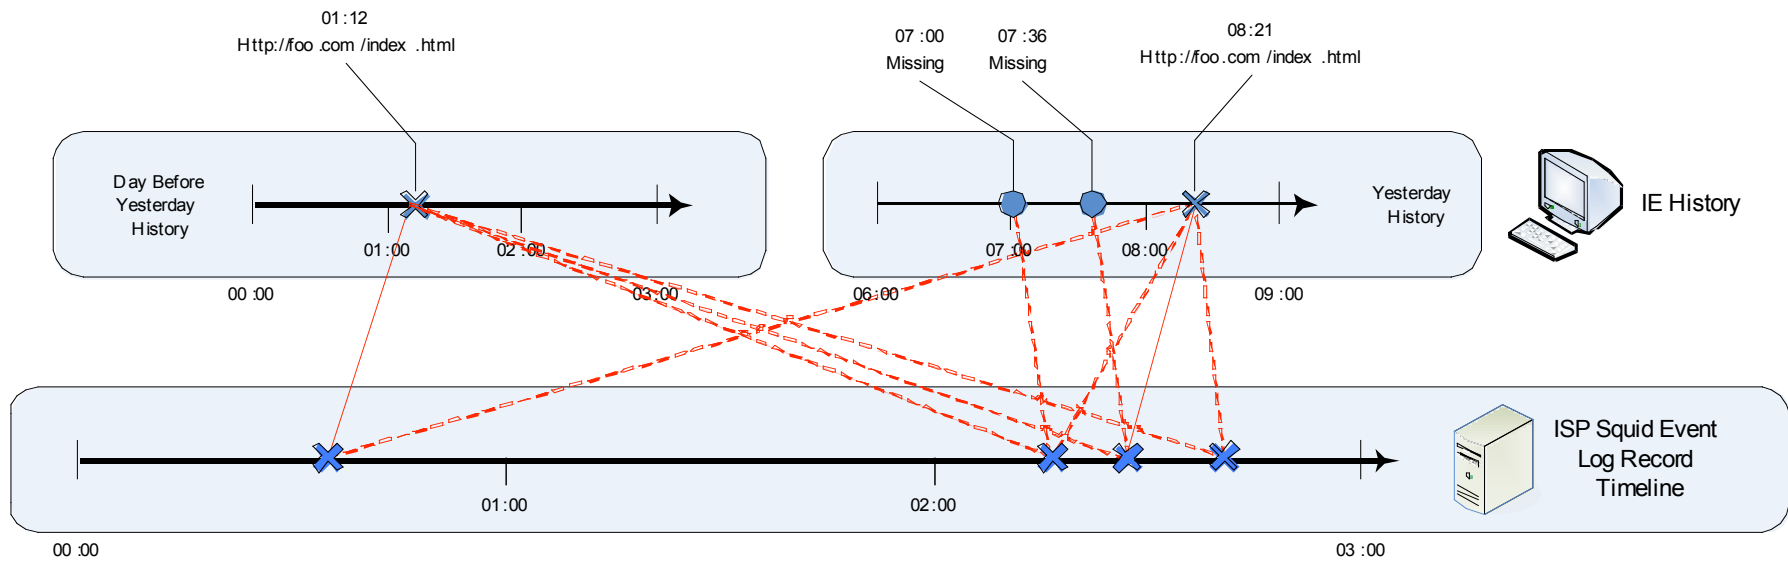 01:12
Http://foo.com/index.html
07:00
Missing
07:36
Missing
08:21
Http://foo.com/index.html
Day Before
Yesterday
History
01:00
02:00
00:00
03:00
07:00
08:00
06:00
09:00
Yesterday
History
IE History
ISP Squid Event
Log Record
Timeline
01:00
02:00
00:00
03:00